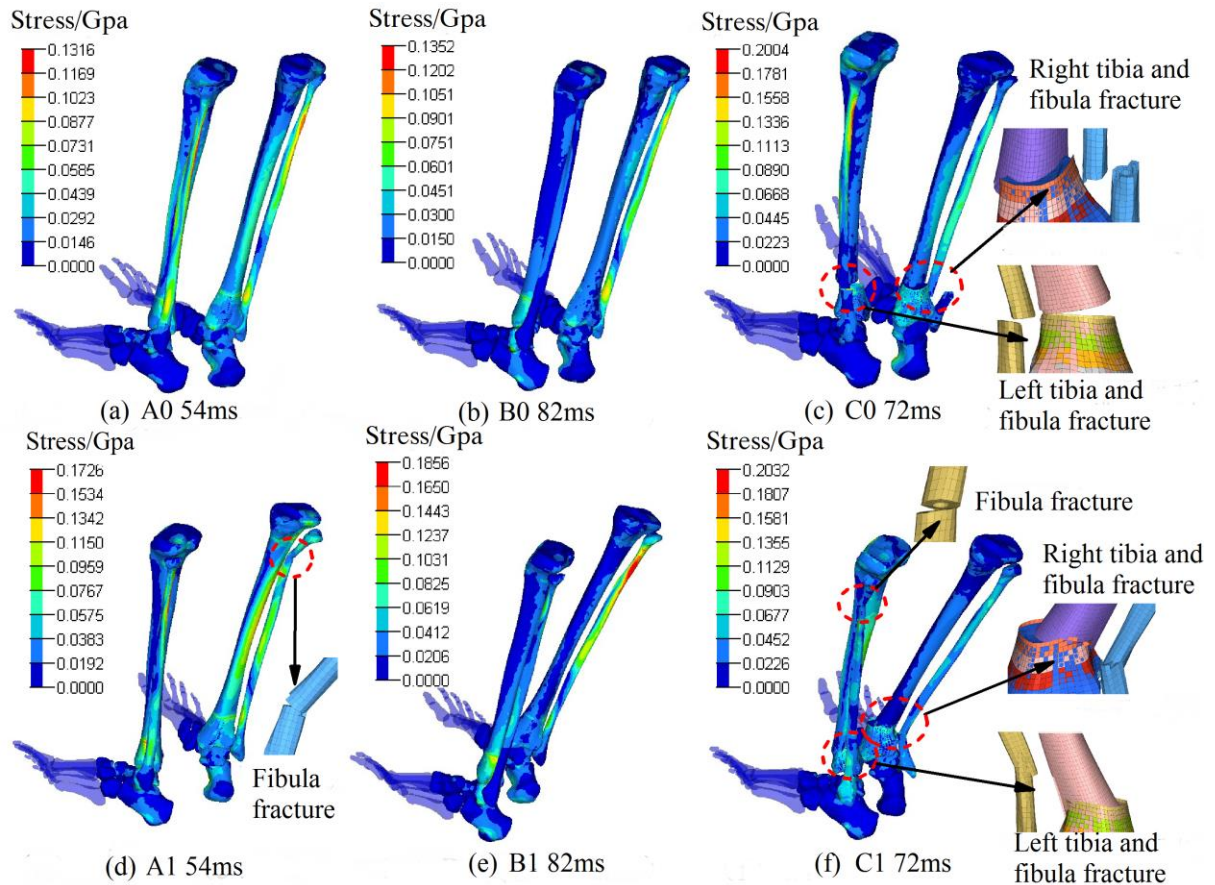 Stress/Gpa
0.1316
0.1169
0.1023
0.0877
0.0731
0.0585
0.0439
0.0292
0.0146
0.0000
(a) A0 54ms
Stress/Gpa
0.1352
0.1202
0.1052
0.0901
0.0751
0.0601
0.0451
0.0300
0.0150
0.0000
(b) B0 82ms
Stress/Gpa
0.2004
0.1781
0.1558
0.1336
0.1113
0.0890
0.0668
0.0445
0.0223
0.0000
Right tibia and
fibula fracture
Left tibia and
fibula fracture
(c) C0 72ms
Stress/Gpa
0.1726
0.1534
0.1342
0.1150
0.0959
0.0767
0.0575
0.0383
0.0192
0.0000
Fibula
fracture
(d) A1 54ms
Stress/Gpa
0.1856
0.1650
0.1443
0.1237
0.1031
0.0825
0.0619
0.0412
0.0206
0.0000
(e) B1 82ms
Stress/Gpa
0.2032
0.1807
0.1581
0.1355
0.1129
0.0903
0.0677
0.0452
0.0226
0.0000
Fibula fracture
Right tibia and
fibula fracture
Left tibia and
fibula fracture
(f) C1 72ms